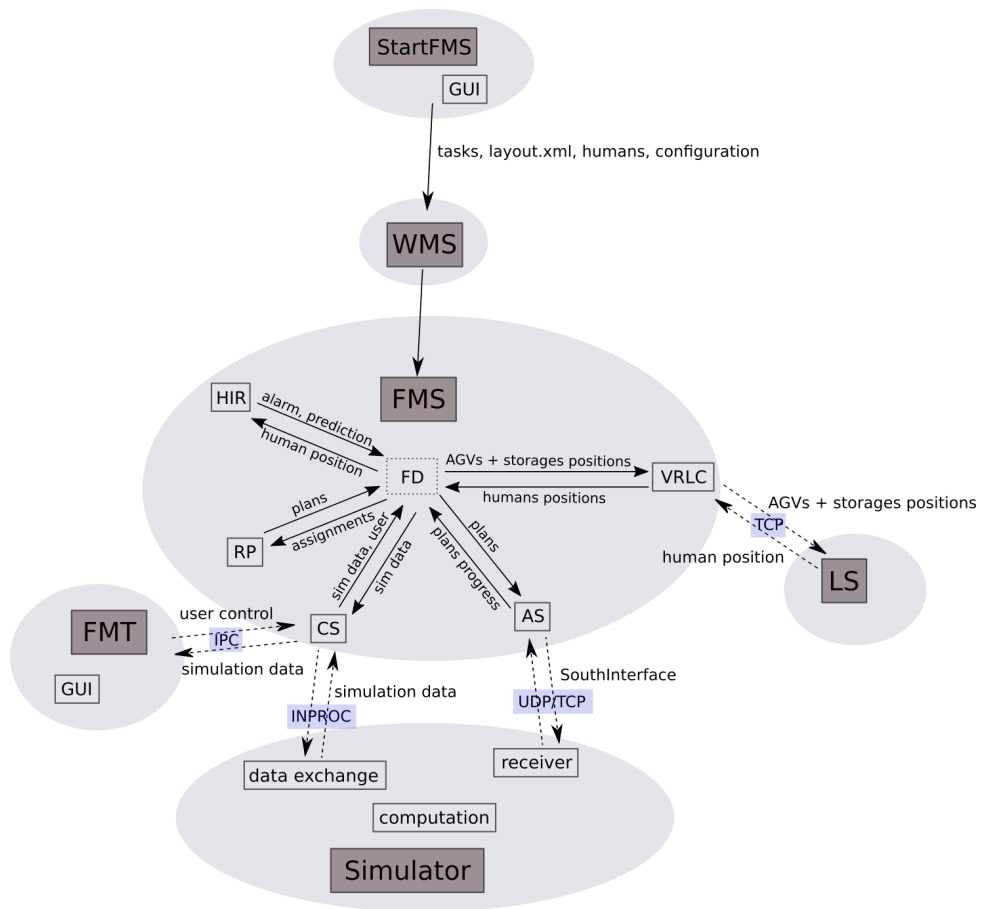 StartFMS
GUI
tasks, layout.xml, humans, configuration
WMS
FMS
HIR
alarm, prediction
human position
FD
AGVs + storages positions
humans positions
VRLC
plans
assignments
RP
sim data, user
sim data
plans
plans progress
AGVs + storages positions
TCP
human position
LS
CS
AS
FMT
GUI
user control
IPC
simulation data
simulation data
INPROC
SouthInterface
UDP/TCP
data exchange
receiver
computation
Simulator